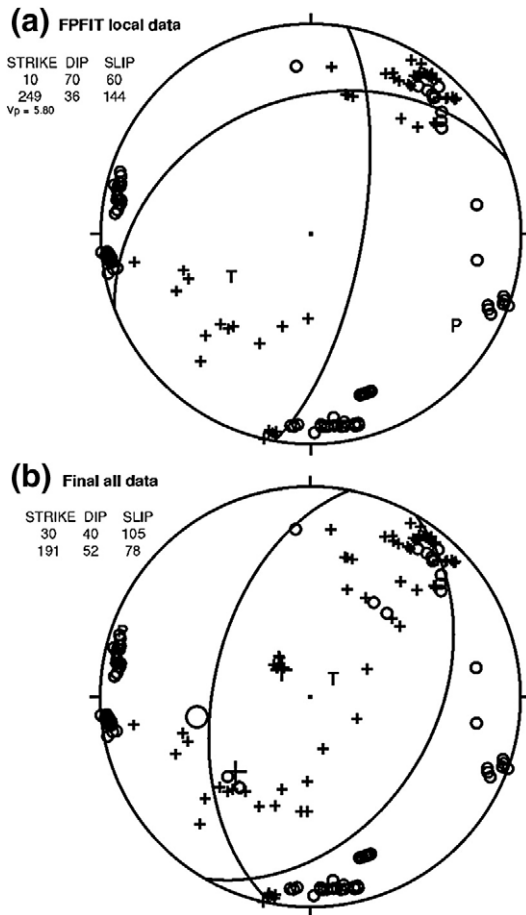 (a) FPFIT local data
STRIKE DIP SLIP
10 70 60
249 36 144
Vp = 5.80
T
P
(b) Final all data
STRIKE DIP SLIP
30 40 105
191 52 78
T